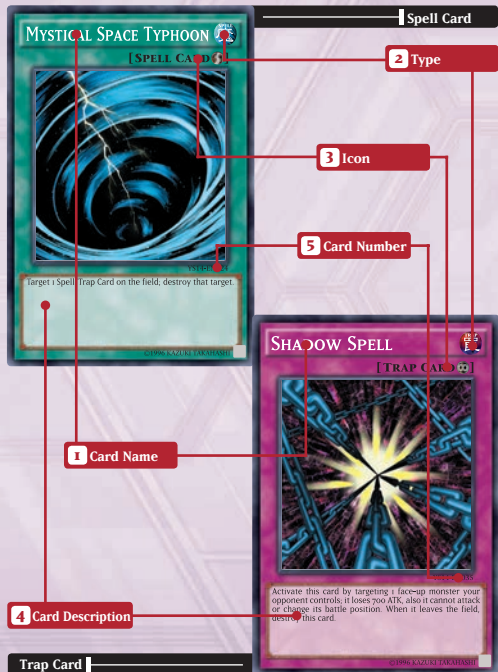 Spell Card
MYSTICAL SPACE TYPHOON
[SPELL CARD
2 Type
3 Icon
5 Card Number
Target 1 Spell/Trap Card on the field; destroy that target.
©1996 KAZUKI TAKAHASHI
SHADOW SPELL
[TRAP CARD ]
1 Card Name
Activate this card by targeting 1 face-up monster your
opponent controls; it loses 700 ATK, also it cannot attack
or change its battle position. When it leaves the field,
destroy this card.
4 Card Description
©1996 KAZUKI TAKAHASHI
Trap Card